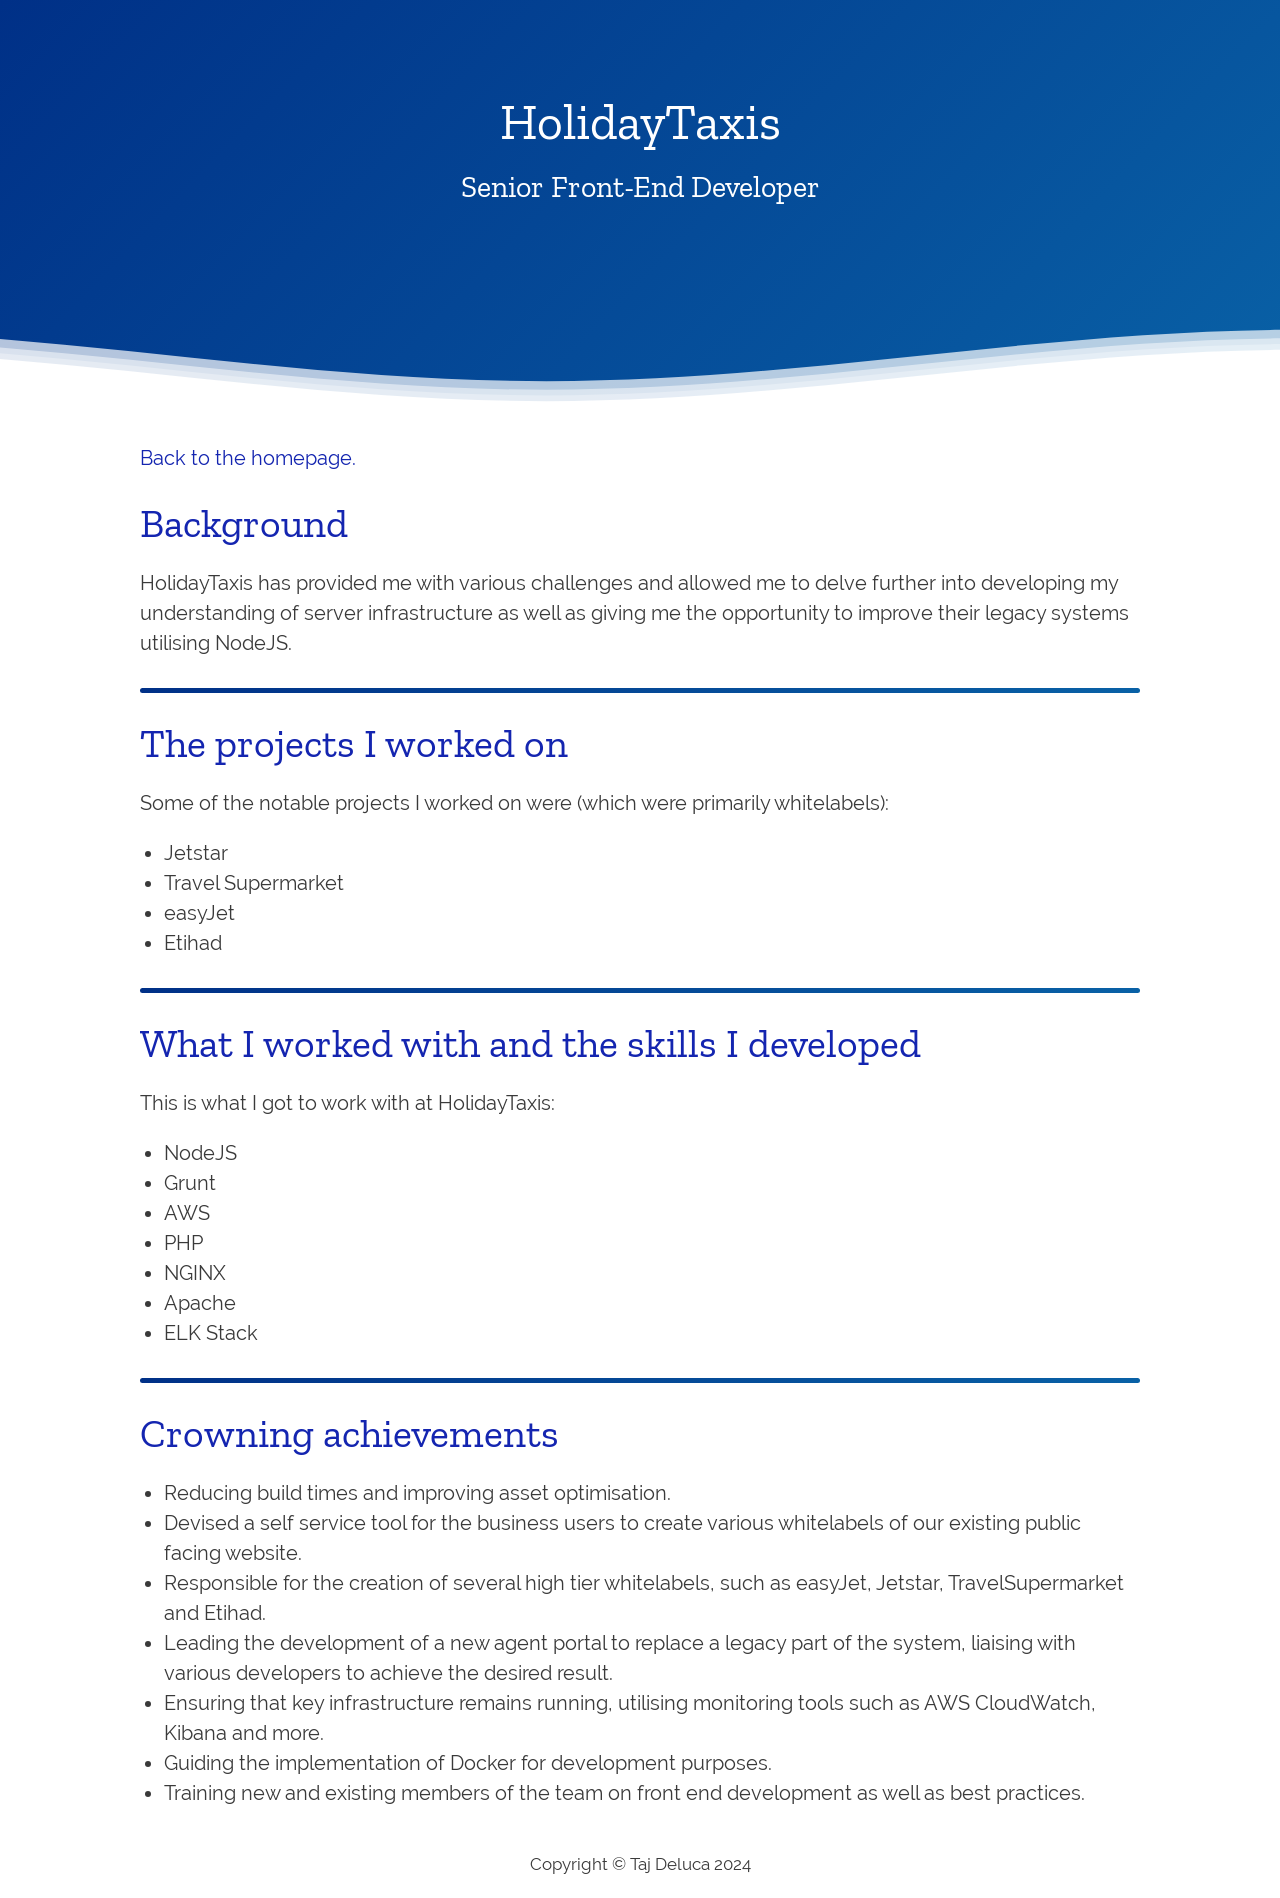 HolidayTaxis
Senior Front-End Developer
Back to the homepage.
Background
HolidayTaxis has provided me with various challenges and allowed me to delve further into developing my
understanding of server infrastructure as well as giving me the opportunity to improve their legacy systems
utilising NodeJS.
The projects I worked on
Some of the notable projects I worked on were (which were primarily whitelabels):
• Jetstar
• Travel Supermarket
• easyJet
• Etihad
What I worked with and the skills I developed
This is what I got to work with at HolidayTaxis:
• NodeJS
• Grunt
• AWS
• PHP
• NGINX
• Apache
• ELK Stack
Crowning achievements
• Reducing build times and improving asset optimisation.
• Devised a self service tool for the business users to create various whitelabels of our existing public
facing website.
• Responsible for the creation of several high tier whitelabels, such as easyJet, Jetstar, TravelSupermarket
and Etihad.
• Leading the development of a new agent portal to replace a legacy part of the system, liaising with
various developers to achieve the desired result.
• Ensuring that key infrastructure remains running, utilising monitoring tools such as AWS CloudWatch,
Kibana and more.
• Guiding the implementation of Docker for development purposes.
• Training new and existing members of the team on front end development as well as best practices.
Copyright © Taj Deluca 2024